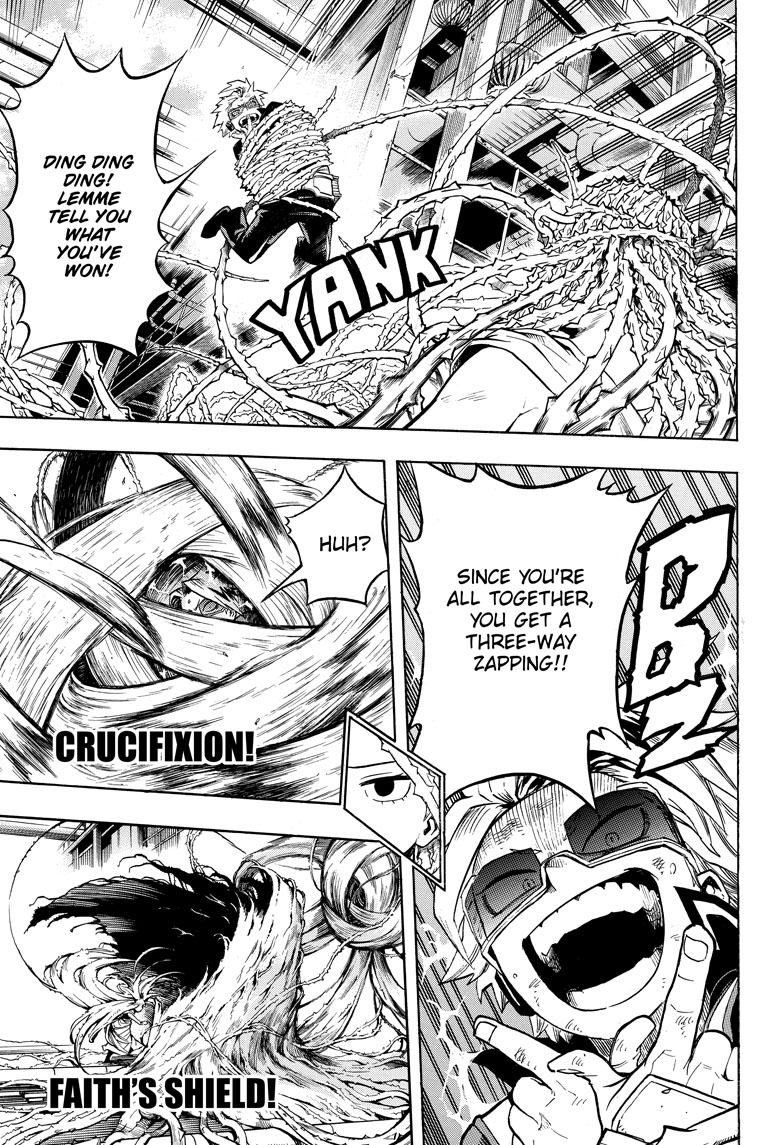 DING DING
DING!
LEMME
TELL YOU
WHAT
YOU'VE
WON!
YANK
SINCE YOU'RE
ALL TOGETHER,
YOU GET A
THREE-WAY
ZAPPING!!
BZZ
HUH?
CRUCIFIXION!
FAITH'S SHIELD!